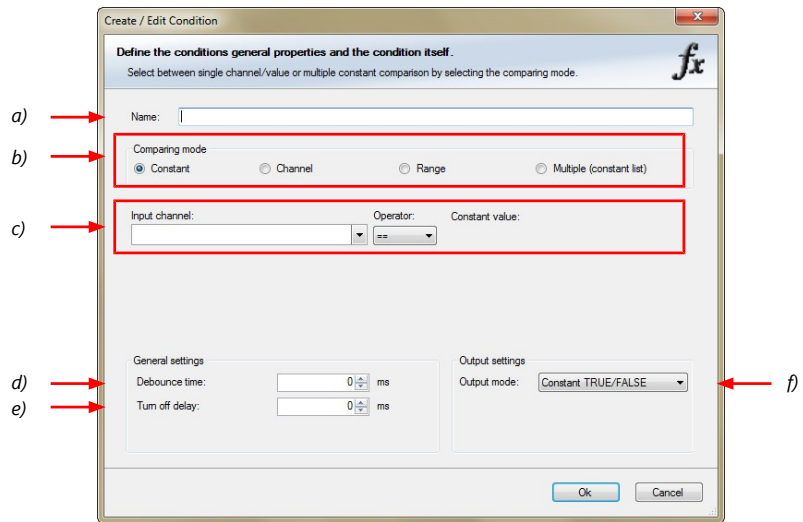 Create / Edit Condition
x
Define the conditions general properties and the condition itself.
Select between single channel/value or multiple constant comparison by selecting the comparing mode.
fx
a)
Name:
b)
Comparing mode
Constant
Channel
Range
Multiple (constant list)
c)
Input channel:
Operator:
Constant value:
==
General settings
Output settings
d)
Debounce time:
0
ms
Output mode:
Constant TRUE/FALSE
f)
e)
Turn off delay:
0
ms
Ok
Cancel